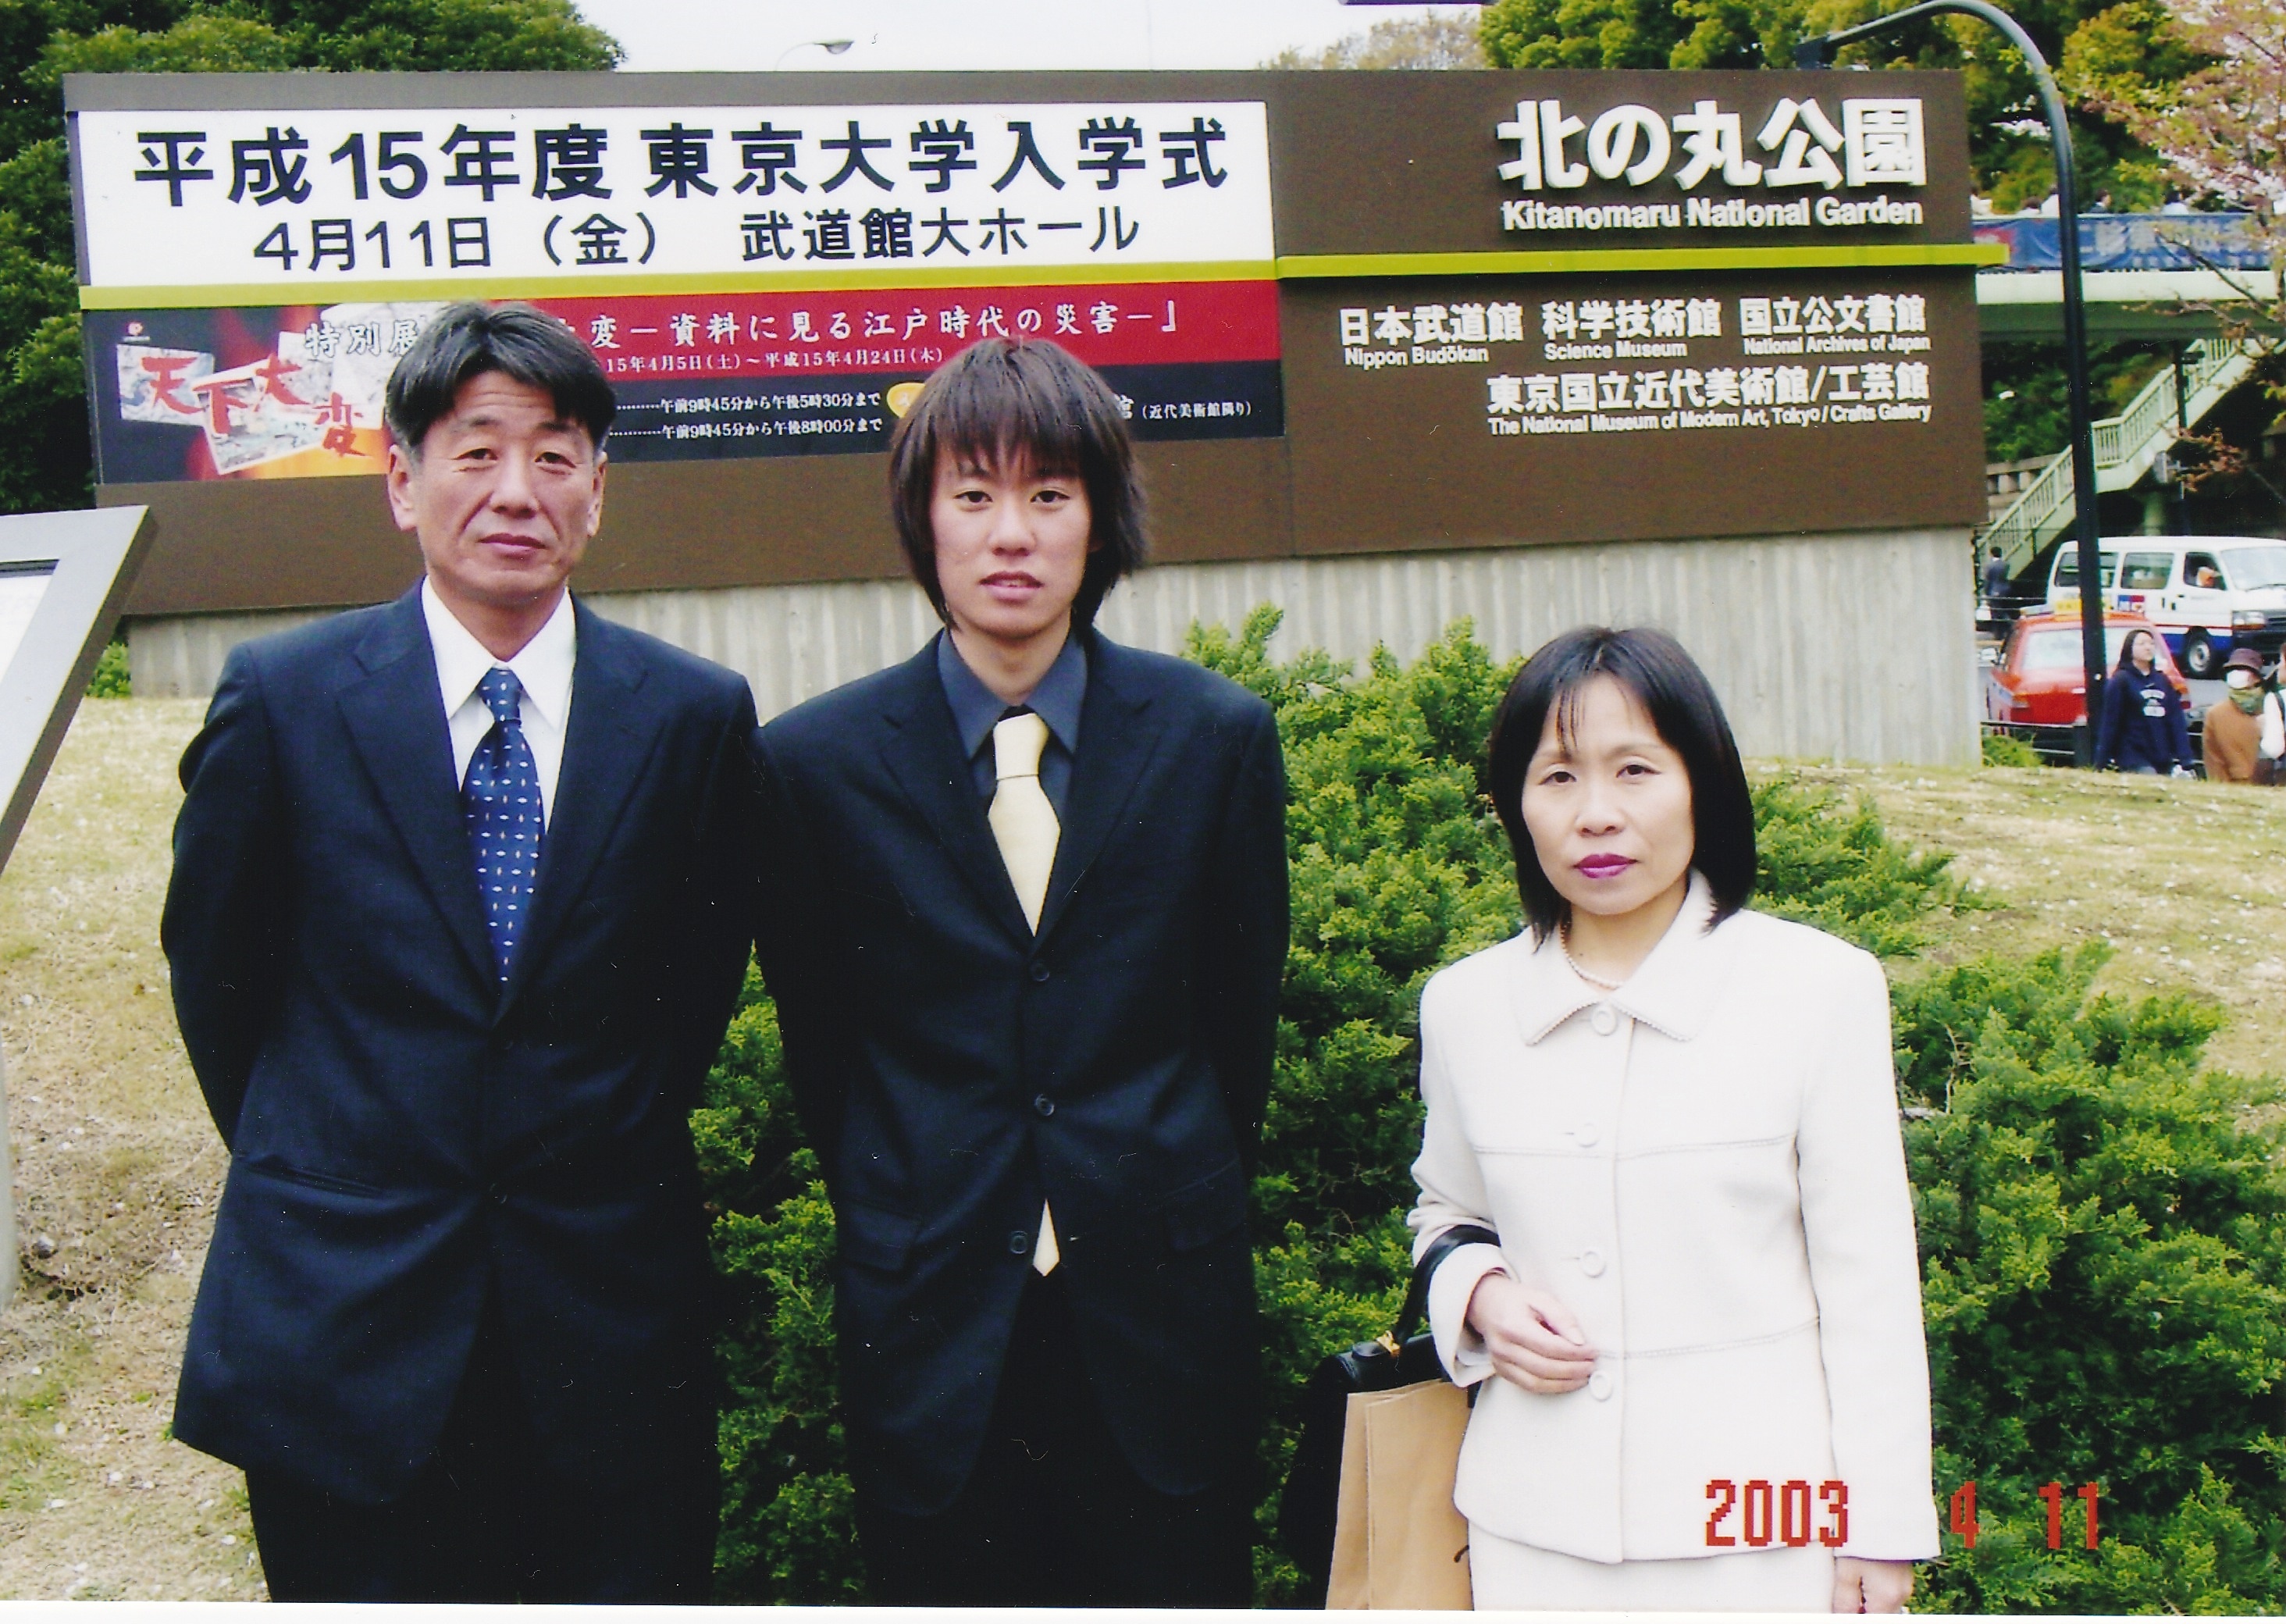 平成15年度 東京大学入学式
4月11日（金） 武道館大ホール
北の丸公園
Kitanomaru National Garden
特別展
変－資料に見る江戸時代の災害－』
天下大変
15年4月5日(土)～平成15年4月24日(木)
午前9時45分から午後5時30分まで
午前9時45分から午後8時00分まで
館（近代美術館隣り）
日本武道館 科学技術館 国立公文書館
Nippon Budōkan Science Museum National Archives of Japan
東京国立近代美術館/工芸館
The National Museum of Modern Art, Tokyo / Crafts Gallery
2003 4 11